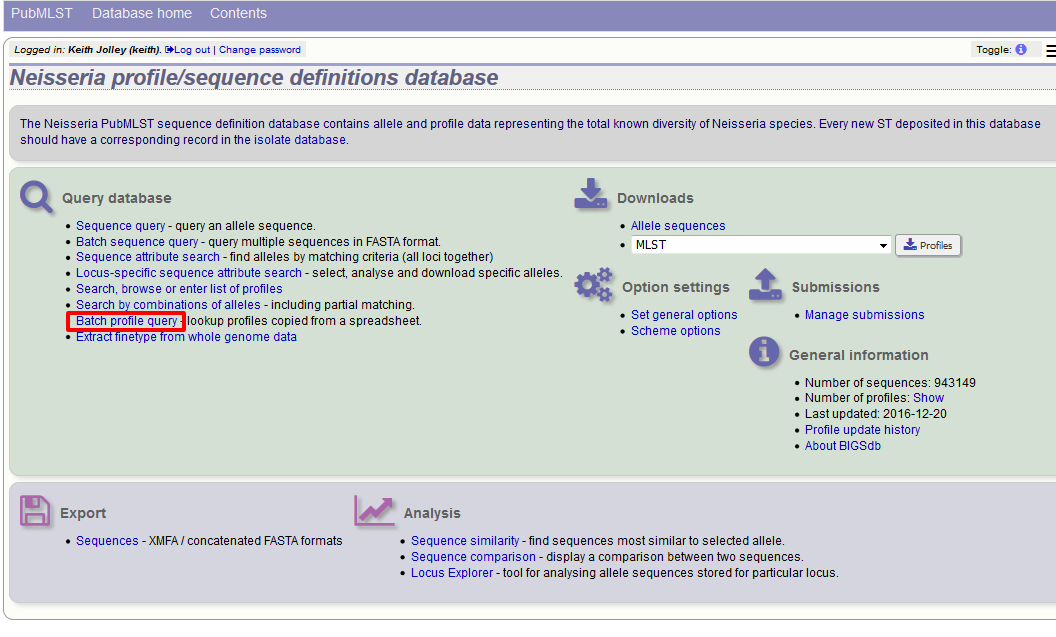 PubMLST Database home Contents
Logged in: Keith Jolley (keith). Log out | Change password
Toggle:
Neisseria profile/sequence definitions database
The Neisseria PubMLST sequence definition database contains allele and profile data representing the total known diversity of Neisseria species. Every new ST deposited in this database
should have a corresponding record in the isolate database.
Query database
Sequence query - query an allele sequence.
Batch sequence query - query multiple sequences in FASTA format.
Sequence attribute search - find alleles by matching criteria (all loci together)
Locus-specific sequence attribute search - select, analyse and download specific alleles.
Search, browse or enter list of profiles
Search by combinations of alleles - including partial matching.
Batch profile query - lookup profiles copied from a spreadsheet.
Extract finetype from whole genome data
Downloads
Allele sequences
MLST Profiles
Option settings
Set general options
Scheme options
Submissions
Manage submissions
General information
Number of sequences: 943149
Number of profiles: Show
Last updated: 2016-12-20
Profile update history
About BIGSdb
Export
Sequences - XMFA / concatenated FASTA formats
Analysis
Sequence similarity - find sequences most similar to selected allele.
Sequence comparison - display a comparison between two sequences.
Locus Explorer - tool for analysing allele sequences stored for particular locus.